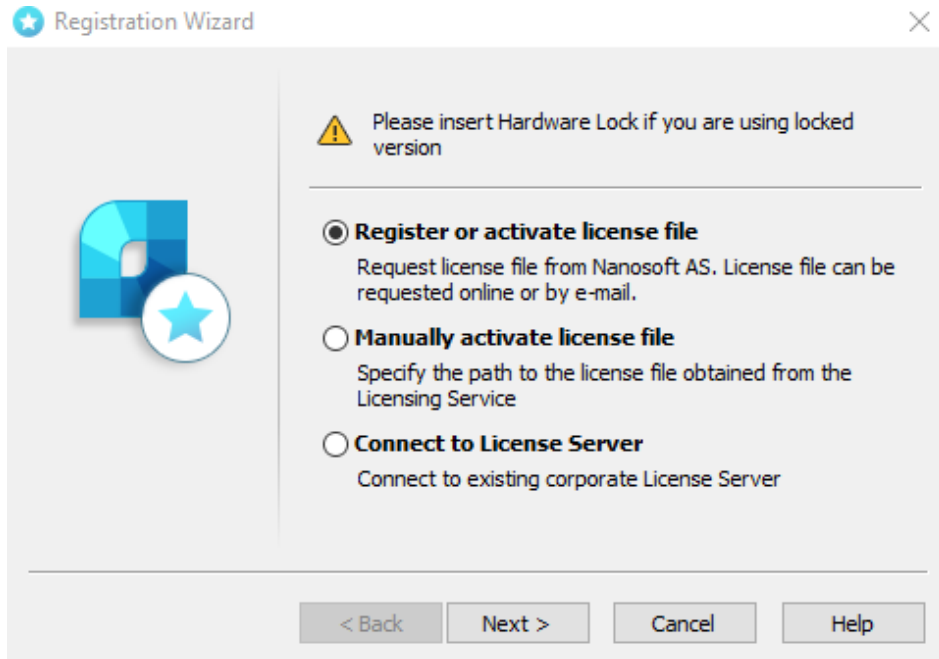 Registration Wizard
Please insert Hardware Lock if you are using locked
version
Register or activate license file
Request license file from Nanosoft AS. License file can be
requested online or by e-mail.
Manually activate license file
Specify the path to the license file obtained from the
Licensing Service
Connect to License Server
Connect to existing corporate License Server
< Back Next > Cancel Help